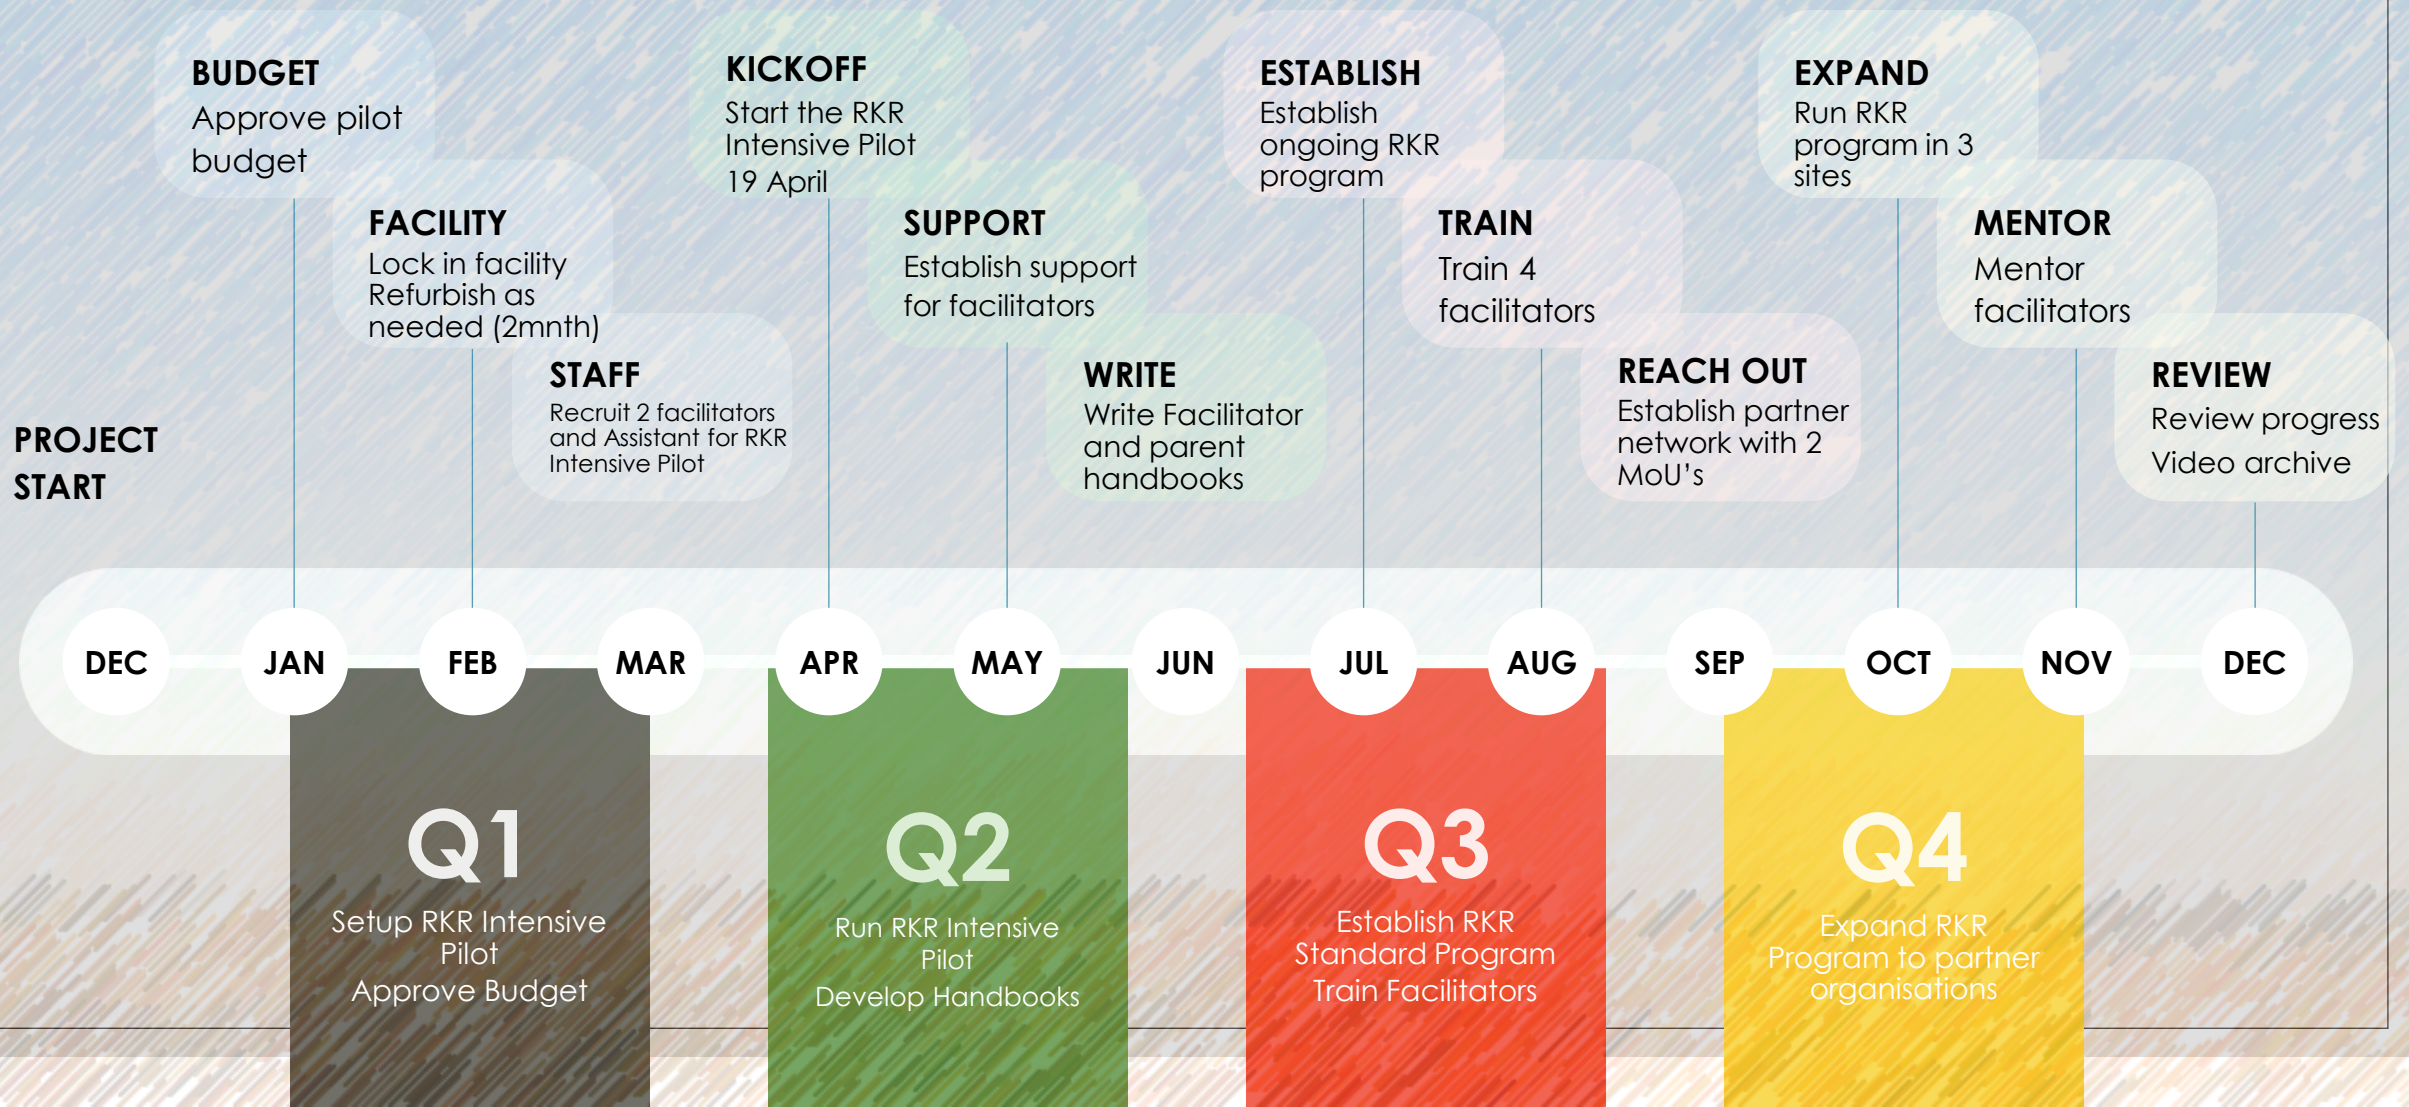 BUDGET
Approve pilot
budget
FACILITY
Lock in facility
Refurbish as
needed (2mnth)
STAFF
Recruit 2 facilitators
and Assistant for RKR
Intensive Pilot
KICKOFF
Start the RKR
Intensive Pilot
19 April
SUPPORT
Establish support
for facilitators
WRITE
Write Facilitator
and parent
handbooks
ESTABLISH
Establish
ongoing RKR
program
TRAIN
Train 4
facilitators
REACH OUT
Establish partner
network with 2
MoU's
EXPAND
Run RKR
program in 3
sites
MENTOR
Mentor
facilitators
REVIEW
Review progress
Video archive
PROJECT
START
DEC
JAN
FEB
MAR
APR
MAY
JUN
JUL
AUG
SEP
OCT
NOV
DEC
Q1
Setup RKR Intensive
Pilot
Approve Budget
Q2
Run RKR Intensive
Pilot
Develop Handbooks
Q3
Establish RKR
Standard Program
Train Facilitators
Q4
Expand RKR
Program to partner
organisations